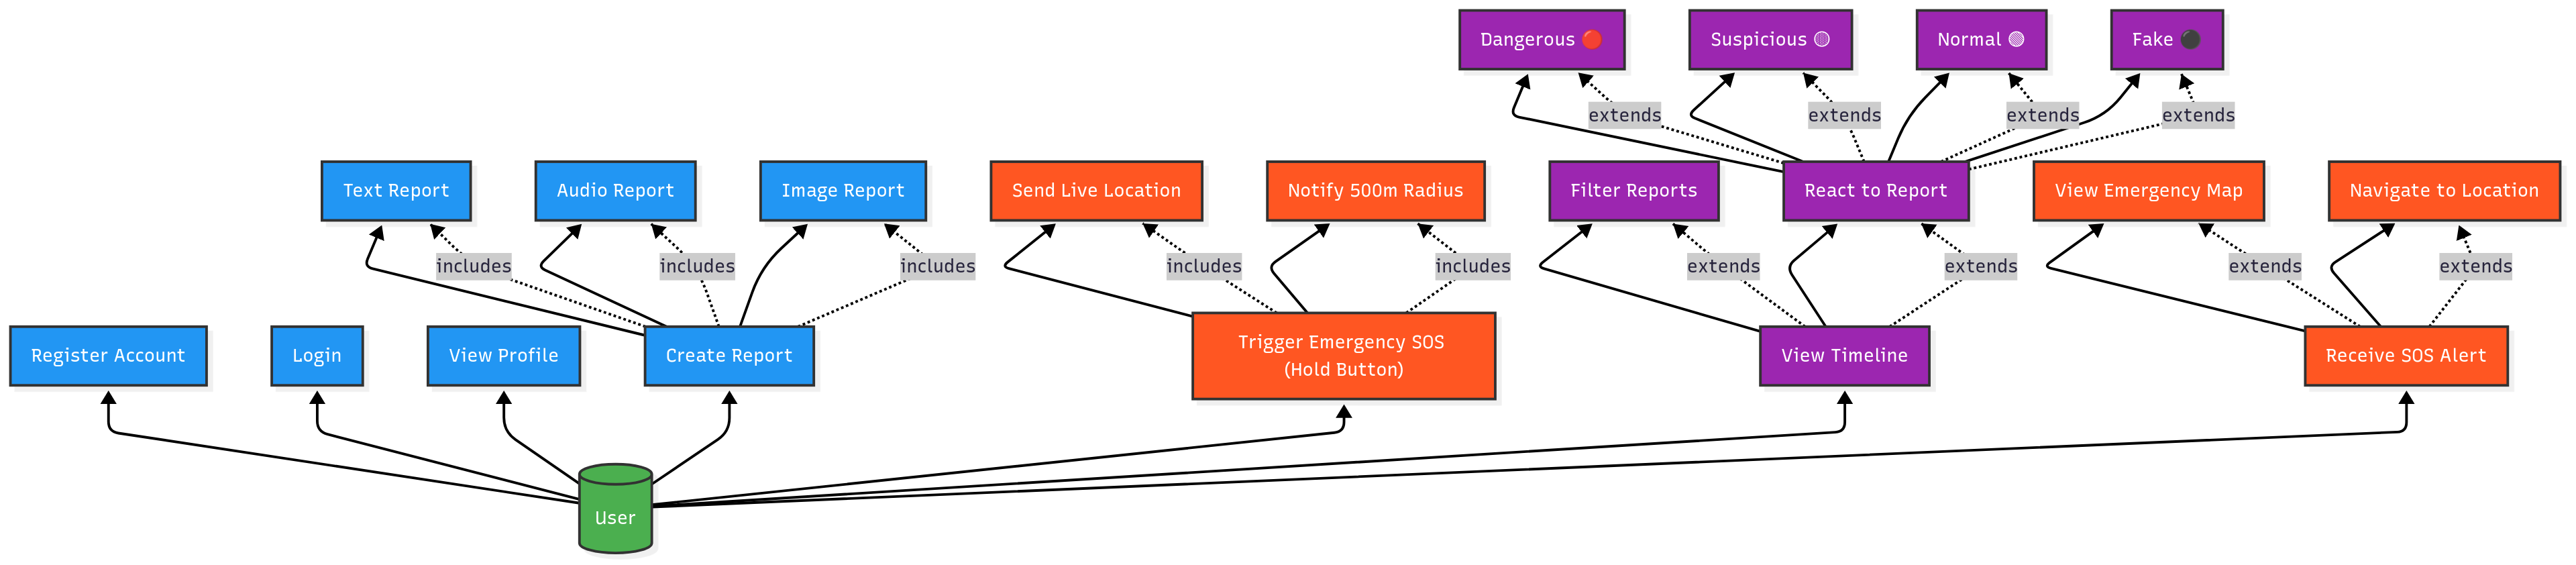 Dangerous 🔴
Suspicious 🟡
Normal 🟢
Fake ⚫
extends
extends
extends
extends
Text Report
Audio Report
Image Report
Send Live Location
Notify 500m Radius
Filter Reports
React to Report
View Emergency Map
Navigate to Location
includes
includes
includes
includes
includes
extends
extends
extends
extends
Register Account
Login
View Profile
Create Report
Trigger Emergency SOS
(Hold Button)
View Timeline
Receive SOS Alert
User